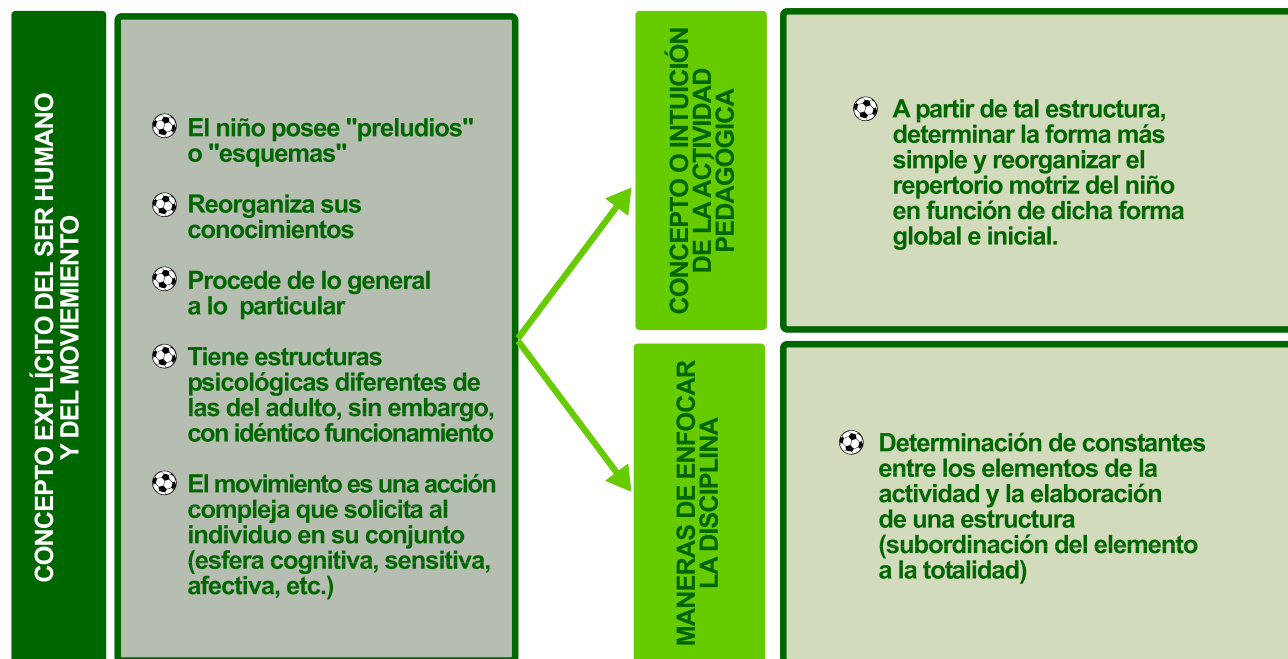 CONCEPTO EXPLÍCITO DEL SER HUMANO
Y DEL MOVIEMIENTO
El niño posee "preludios"
o "esquemas"
Reorganiza sus
conocimientos
Procede de lo general
a lo particular
Tiene estructuras
psicológicas diferentes de
las del adulto, sin embargo,
con idéntico funcionamiento
El movimiento es una acción
compleja que solicita al
individuo en su conjunto
(esfera cognitiva, sensitiva,
afectiva, etc.)
CONCEPTO O INTUICIÓN
DE LA ACTIVIDAD
PEDAGÓGICA
A partir de tal estructura,
determinar la forma más
simple y reorganizar el
repertorio motriz del niño
en función de dicha forma
global e inicial.
MANERAS DE ENFOCAR
LA DISCIPLINA
Determinación de constantes
entre los elementos de la
actividad y la elaboración
de una estructura
(subordinación del elemento
a la totalidad)